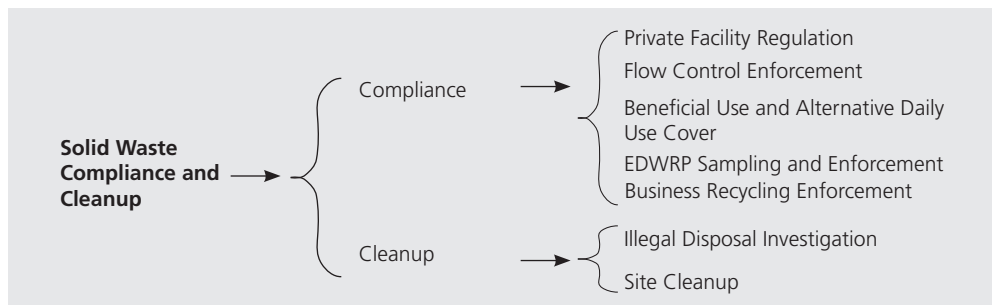 Solid Waste
Compliance and
Cleanup
Compliance
Private Facility Regulation
Flow Control Enforcement
Beneficial Use and Alternative Daily
Use Cover
EDWRP Sampling and Enforcement
Business Recycling Enforcement
Cleanup
Illegal Disposal Investigation
Site Cleanup